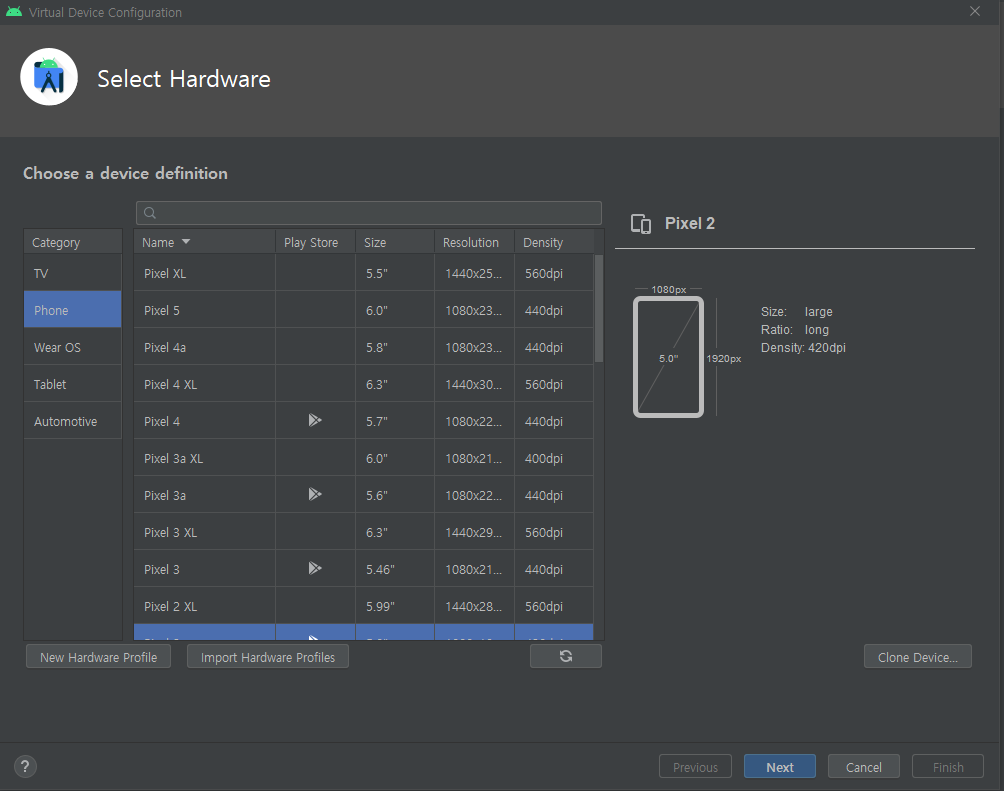 Virtual Device Configuration
Select Hardware
Choose a device definition
Category
TV
Phone
Wear OS
Tablet
Automotive
Name Play Store Size Resolution Density
Pixel XL 5.5" 1440x25... 560dpi
Pixel 5 6.0" 1080x23... 440dpi
Pixel 4a 5.8" 1080x23... 440dpi
Pixel 4 XL 6.3" 1440x30... 560dpi
Pixel 4 5.7" 1080x22... 440dpi
Pixel 3a XL 6.0" 1080x21... 400dpi
Pixel 3a 5.6" 1080x22... 440dpi
Pixel 3 XL 6.3" 1440x29... 560dpi
Pixel 3 5.46" 1080x21... 440dpi
Pixel 2 XL 5.99" 1440x28... 560dpi
Pixel 2
1080px
5.0"
1920px
Size: large
Ratio: long
Density: 420dpi
New Hardware Profile Import Hardware Profiles
Clone Device...
? Previous Next Cancel Finish